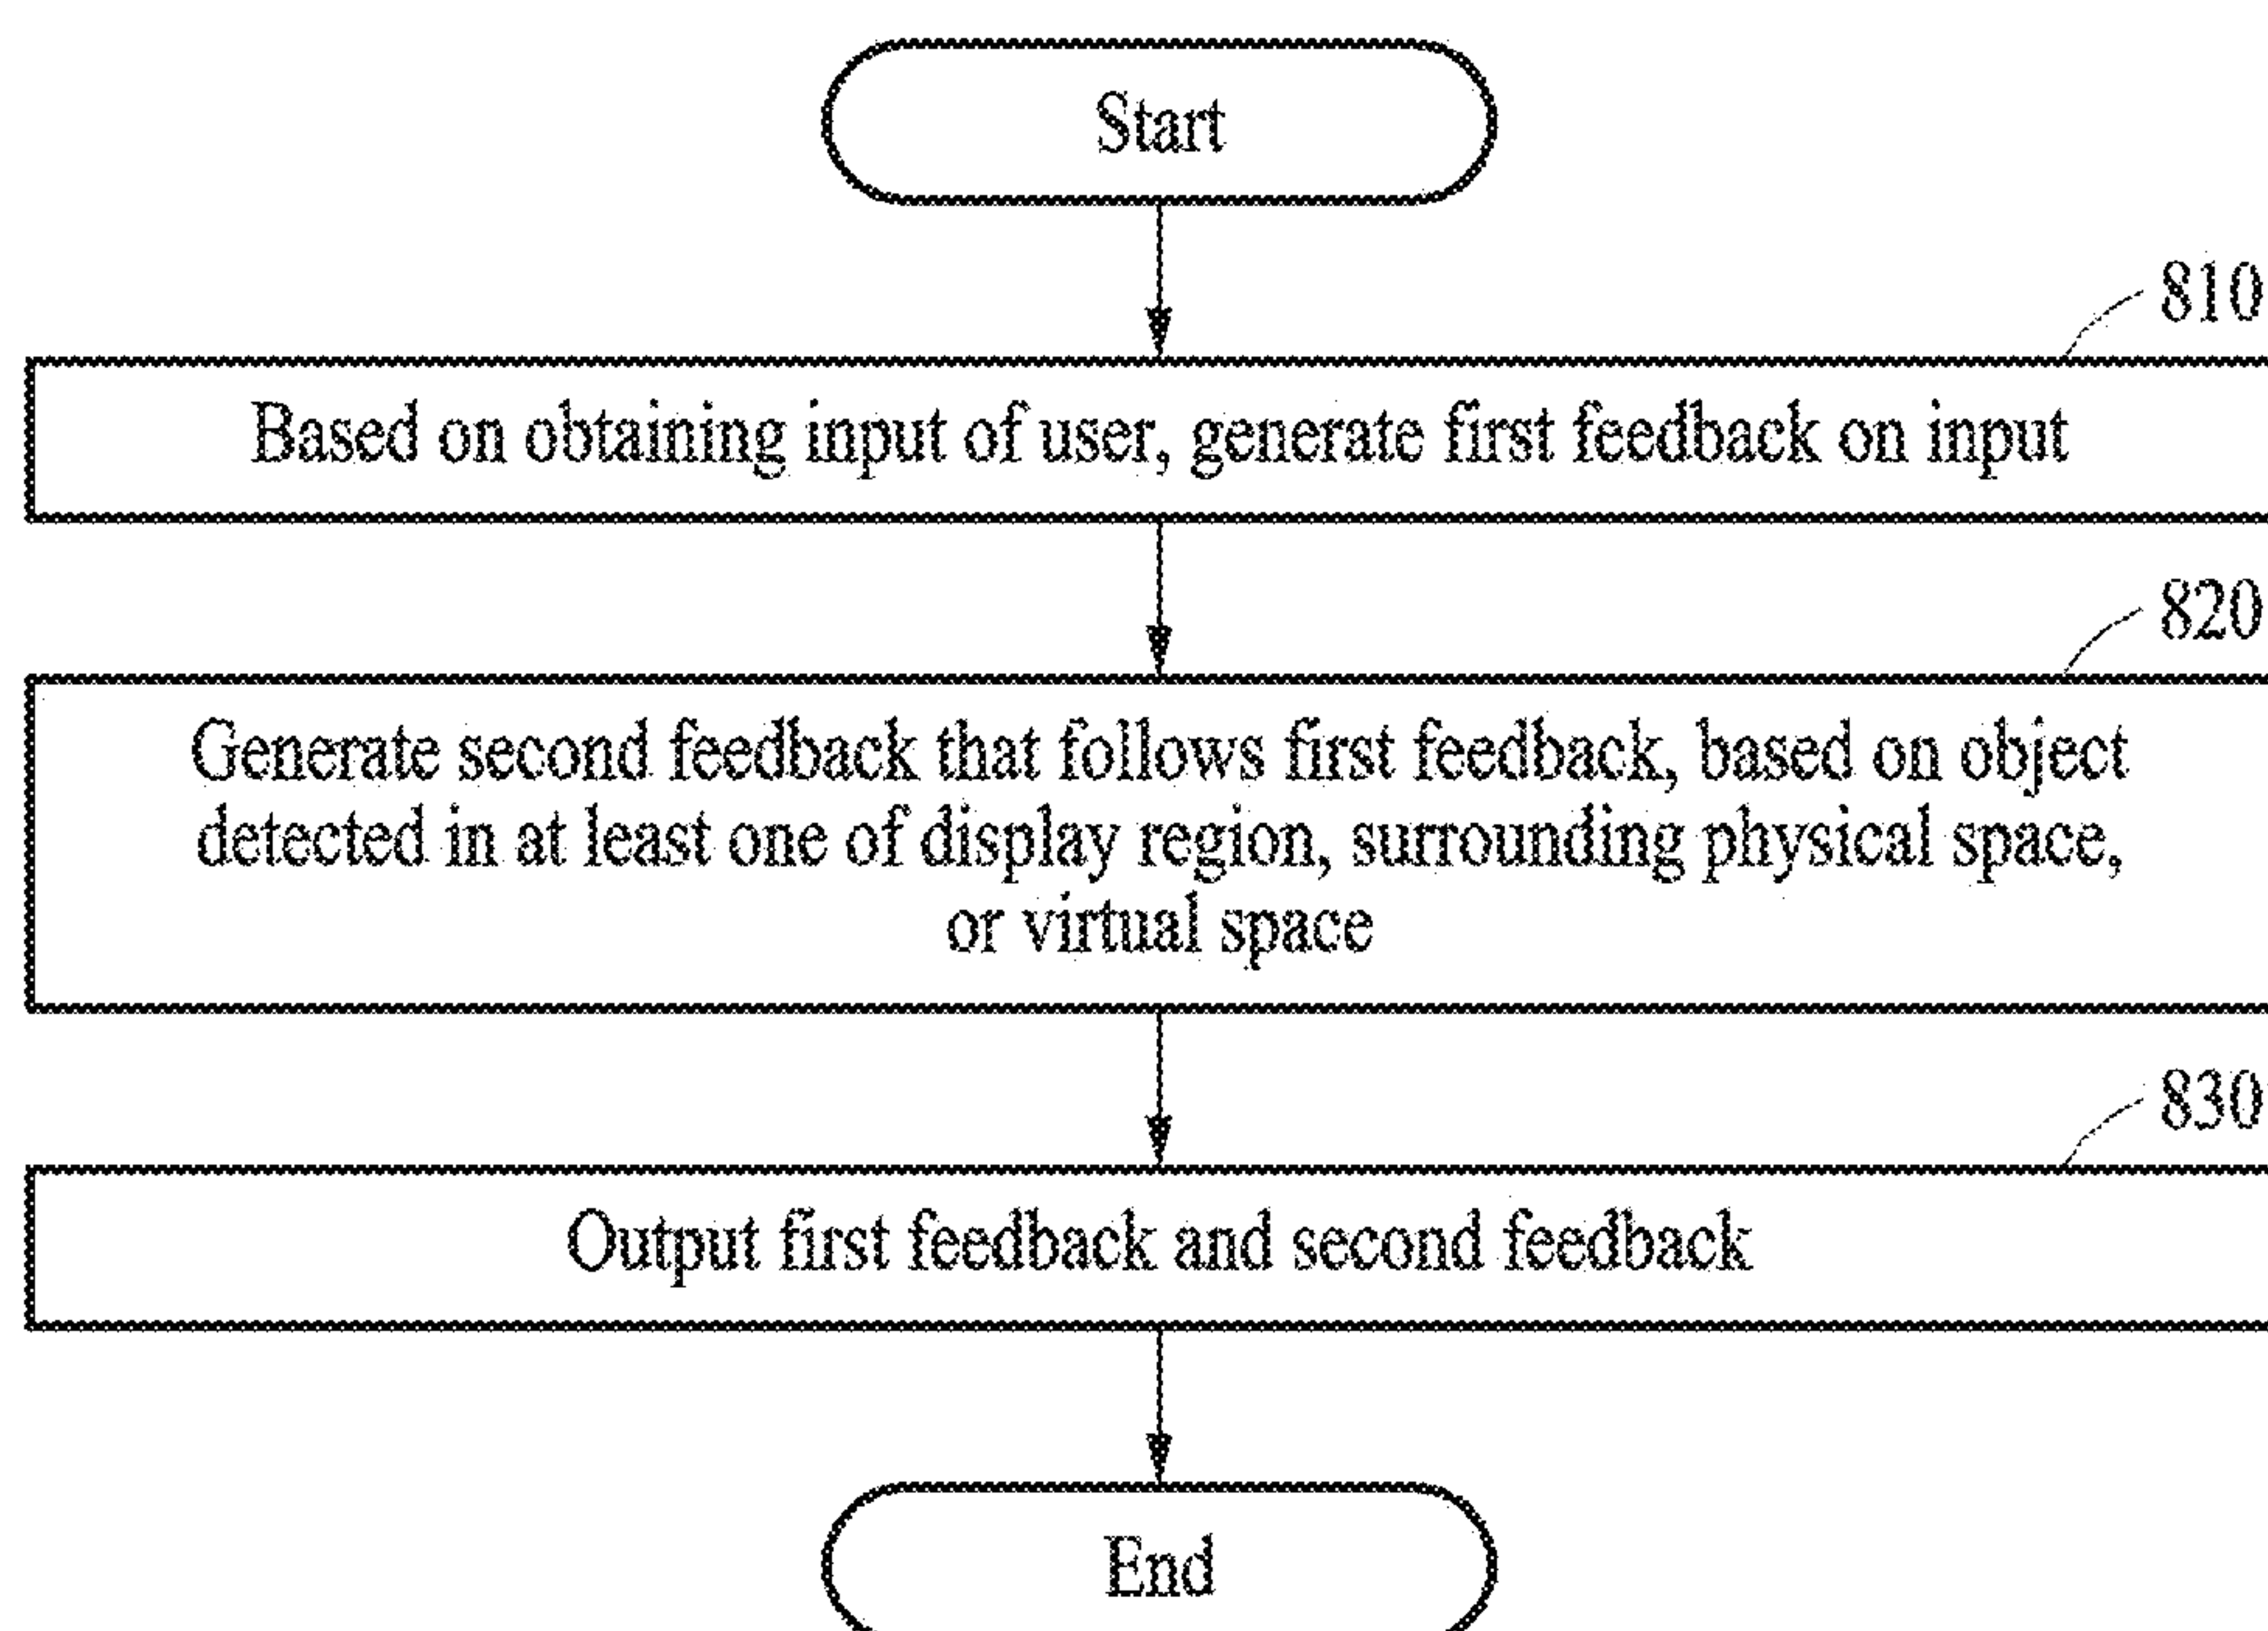 Start
810
Based on obtaining input of user, generate first feedback on input
820
Generate second feedback that follows first feedback, based on object
detected in at least one of display region, surrounding physical space,
or virtual space
830
Output first feedback and second feedback
End